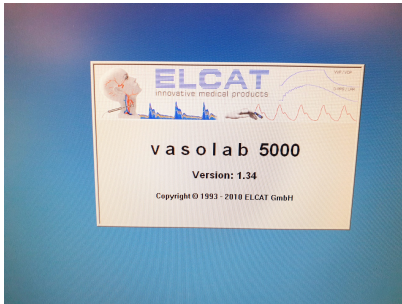 ELCAT
innovative medical products
vasolab 5000
Version: 1.34
Copyright © 1993 - 2010 ELCAT GmbH